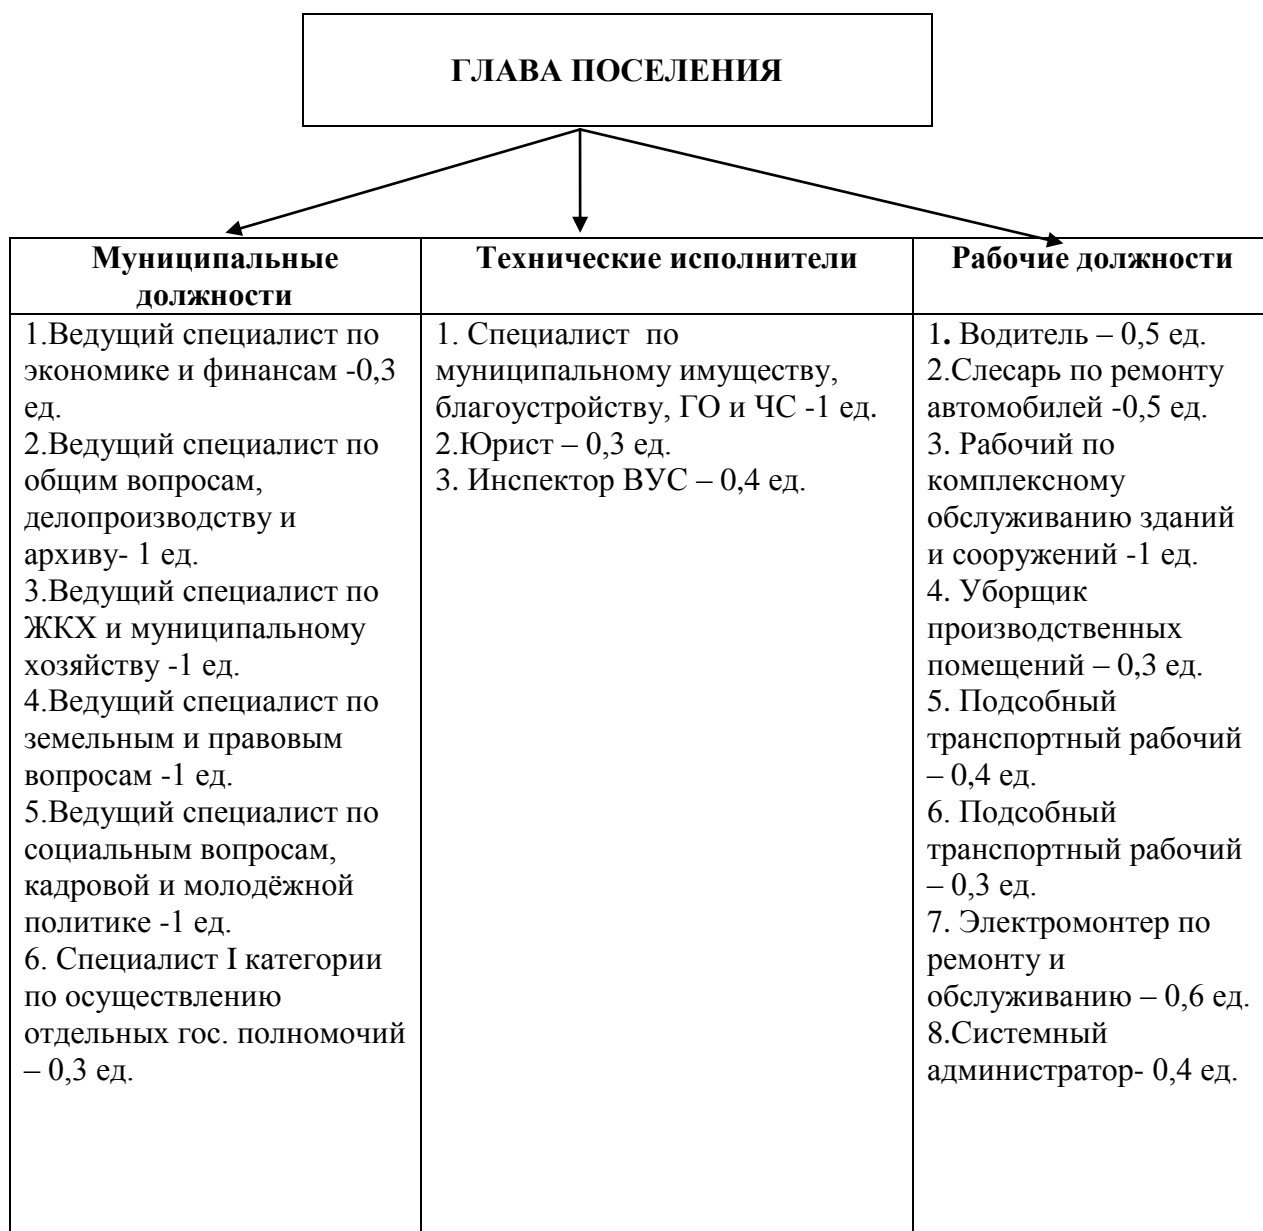 ГЛАВА ПОСЕЛЕНИЯ
Муниципальные
должности
1.Ведущий специалист по
экономике и финансам -0,3
ед.
2.Ведущий специалист по
общим вопросам,
делопроизводству и
архиву- 1 ед.
3.Ведущий специалист по
ЖКХ и муниципальному
хозяйству -1 ед.
4.Ведущий специалист по
земельным и правовым
вопросам -1 ед.
5.Ведущий специалист по
социальным вопросам,
кадровой и молодёжной
политике -1 ед.
6. Специалист I категории
по осуществлению
отдельных гос. полномочий
– 0,3 ед.
Технические исполнители
1. Специалист  по
муниципальному имуществу,
благоустройству, ГО и ЧС -1 ед.
2.Юрист – 0,3 ед.
3. Инспектор ВУС – 0,4 ед.
Рабочие должности
1. Водитель – 0,5 ед.
2.Слесарь по ремонту
автомобилей -0,5 ед.
3. Рабочий по
комплексному
обслуживанию зданий
и сооружений -1 ед.
4. Уборщик
производственных
помещений – 0,3 ед.
5. Подсобный
транспортный рабочий
– 0,4 ед.
6. Подсобный
транспортный рабочий
– 0,3 ед.
7. Электромонтер по
ремонту и
обслуживанию – 0,6 ед.
8.Системный
администратор- 0,4 ед.